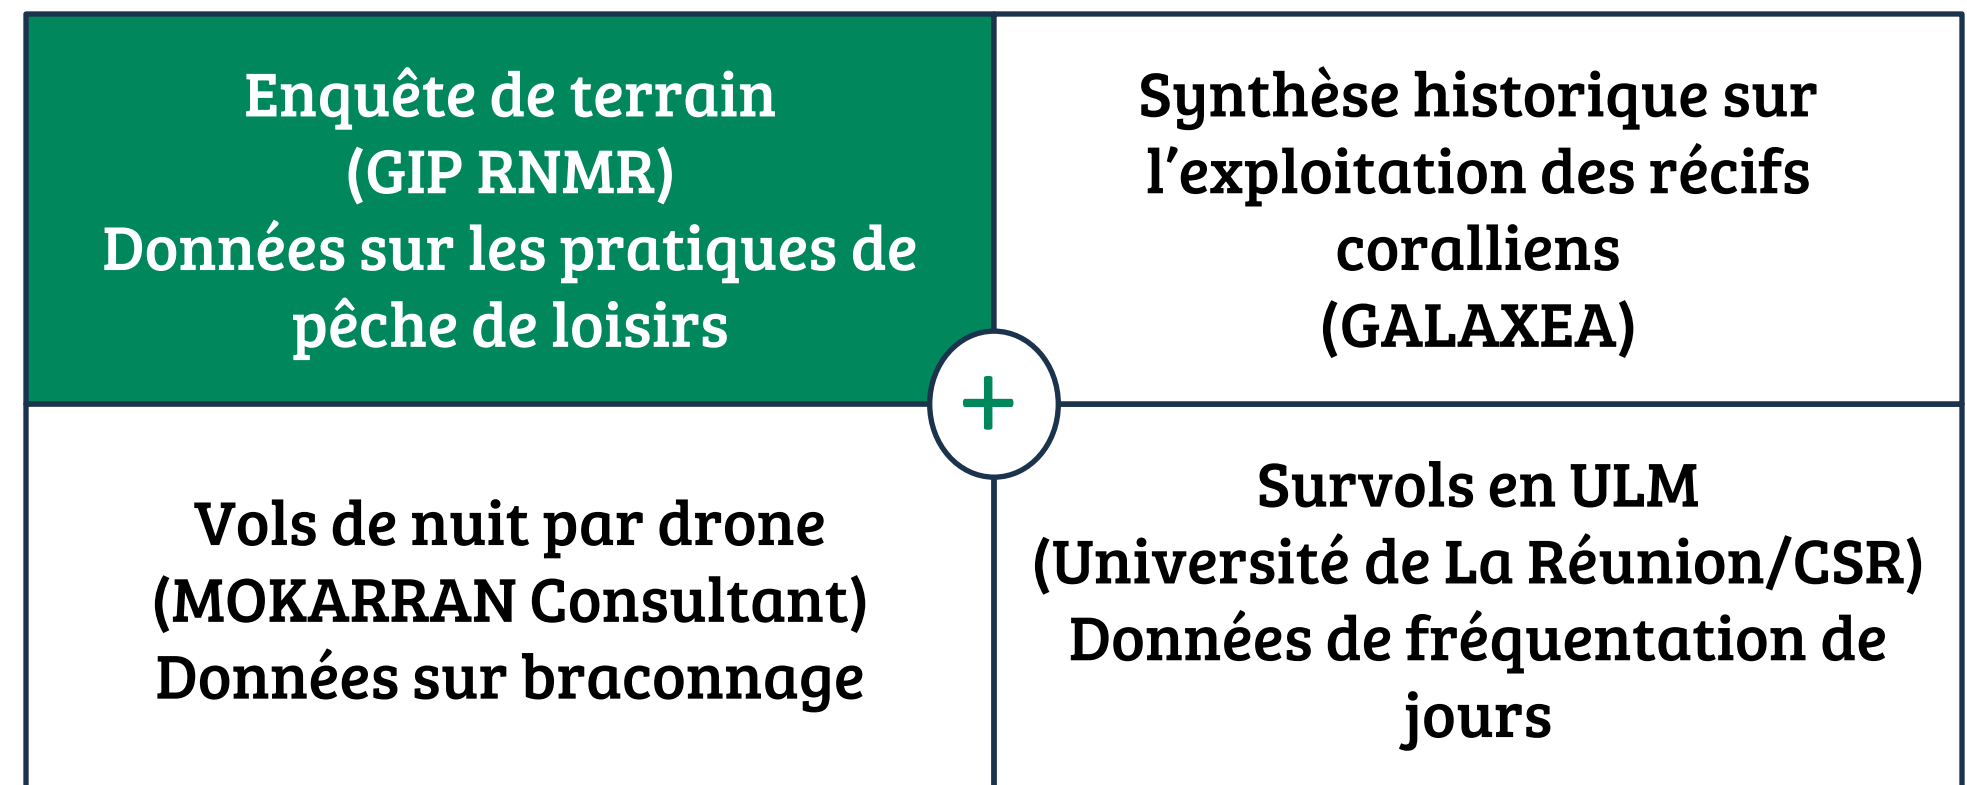 Enquête de terrain
(GIP RNMR)
Données sur les pratiques de
pêche de loisirs
Synthèse historique sur
l’exploitation des récifs
coralliens
(GALAXEA)
+
Vols de nuit par drone
(MOKARRAN Consultant)
Données sur braconnage
Survols en ULM
(Université de La Réunion/CSR)
Données de fréquentation de
jours